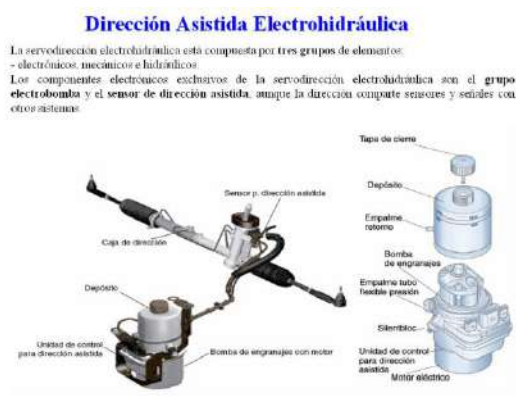 Dirección Asistida Electrohidráulica
La servodirección electrohidráulica está compuesta por tres grupos de elementos:
- electrónicos, mecánicos e hidráulicos.
Los componentes electrónicos exclusivos de la servodirección electrohidráulica son el grupo
electrobomba y el sensor de dirección asistida, aunque la dirección comparte sensores y señales con
otros sistemas.
Tapa de cierre
Sensor p. dirección asistida
Depósito
Empalme
retorno
Caja de dirección
Bomba
de engranajes
Empalme tubo
flexible presión
Depósito
Silentbloc
Unidad de control
para dirección asistida
Bomba de engranajes con motor
Unidad de control
para dirección
asistida
Motor eléctrico